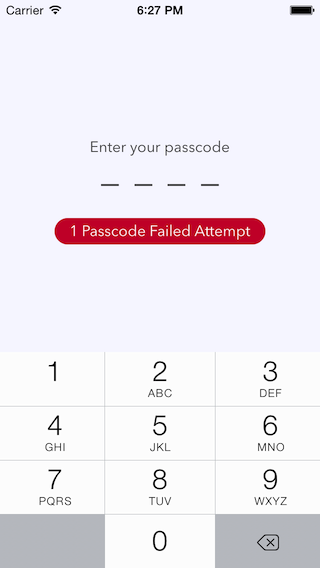 Carrier 6:27 PM
Enter your passcode
1 Passcode Failed Attempt
1 2 3
ABC DEF
4 5 6
GHI JKL MNO
7 8 9
PQRS TUV WXYZ
0